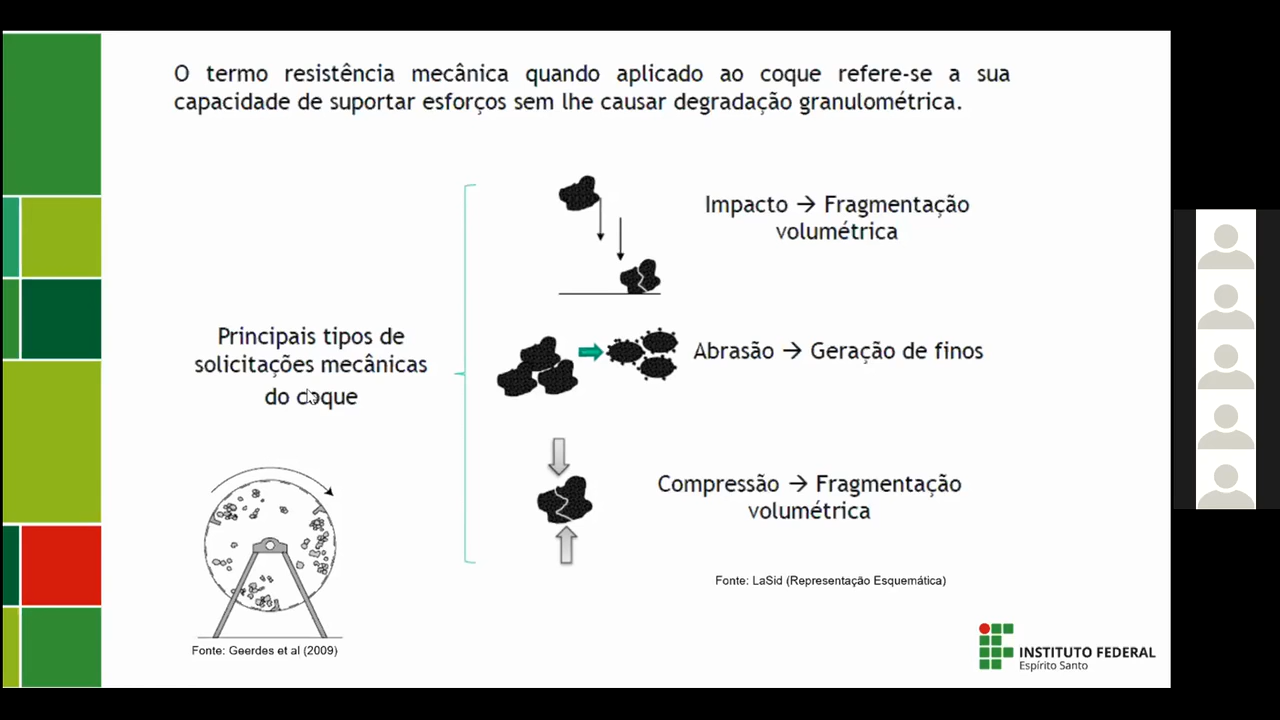 O termo resistência mecânica quando aplicado ao coque refere-se a sua
capacidade de suportar esforços sem lhe causar degradação granulométrica.
Impacto → Fragmentação
volumétrica
Principais tipos de
solicitações mecânicas
do coque
Abrasão → Geração de finos
Compressão → Fragmentação
volumétrica
Fonte: LaSid (Representação Esquemática)
Fonte: Geerdes et al (2009)
INSTITUTO FEDERAL
Espírito Santo